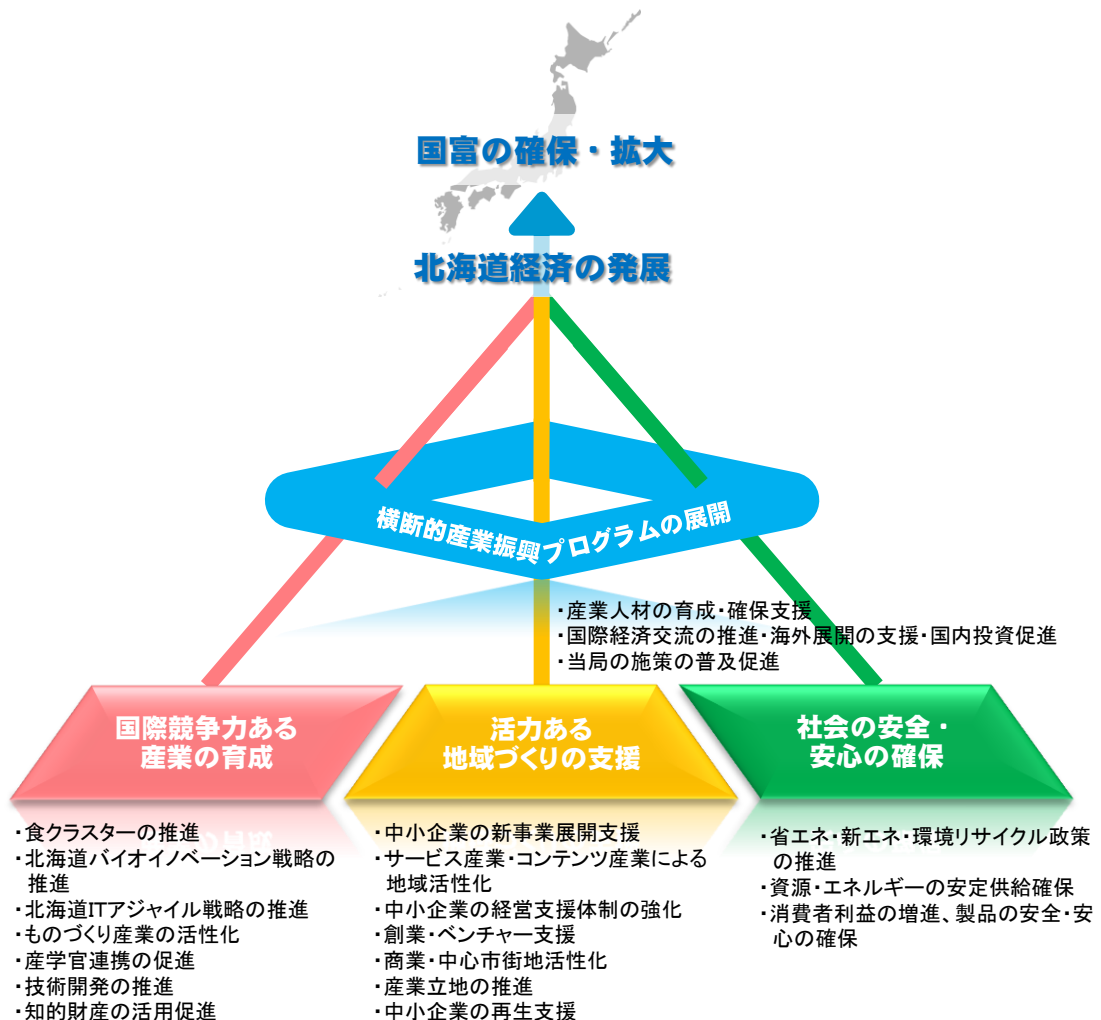 国富の確保・拡大
北海道経済の発展
横断的産業振興プログラムの展開
・産業人材の育成・確保支援
・国際経済交流の推進・海外展開の支援・国内投資促進
・当局の施策の普及促進
国際競争力ある
産業の育成
活力ある
地域づくりの支援
社会の安全・
安心の確保
・食クラスターの推進
・北海道バイオイノベーション戦略の
推進
・北海道ITアジャイル戦略の推進
・ものづくり産業の活性化
・産学官連携の促進
・技術開発の推進
・知的財産の活用促進
・中小企業の新事業展開支援
・サービス産業・コンテンツ産業による
地域活性化
・中小企業の経営支援体制の強化
・創業・ベンチャー支援
・商業・中心市街地活性化
・産業立地の推進
・中小企業の再生支援
・省エネ・新エネ・環境リサイクル政策
の推進
・資源・エネルギーの安定供給確保
・消費者利益の増進、製品の安全・安
心の確保